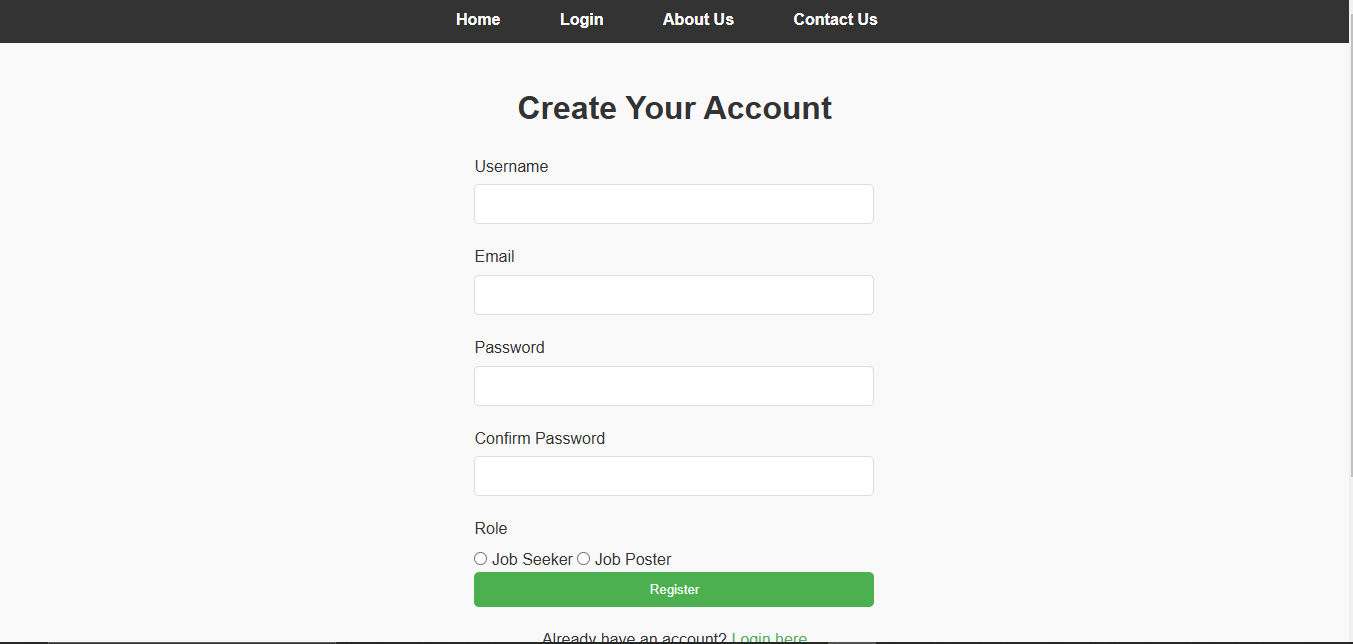 Home Login About Us Contact Us
Create Your Account
Username
Email
Password
Confirm Password
Role
Job Seeker Job Poster
Register
Already have an account? Login here